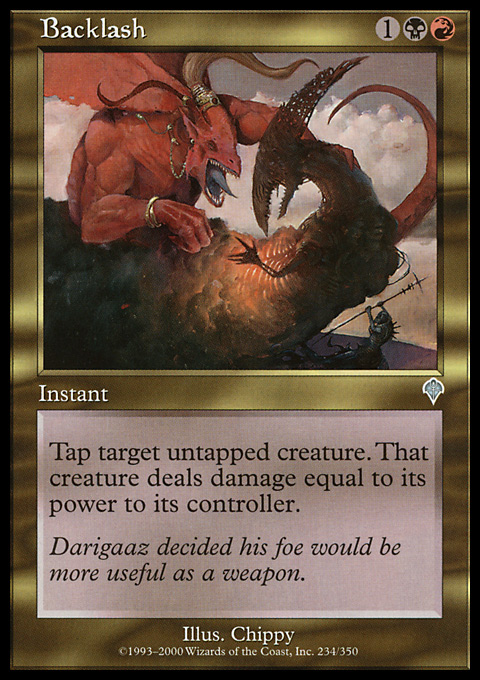 Backlash 1
Instant
Tap target untapped creature. That
creature deals damage equal to its
power to its controller.
Darigaaz decided his foe would be
more useful as a weapon.
Illus. Chippy
©1993–2000 Wizards of the Coast, Inc. 234/350